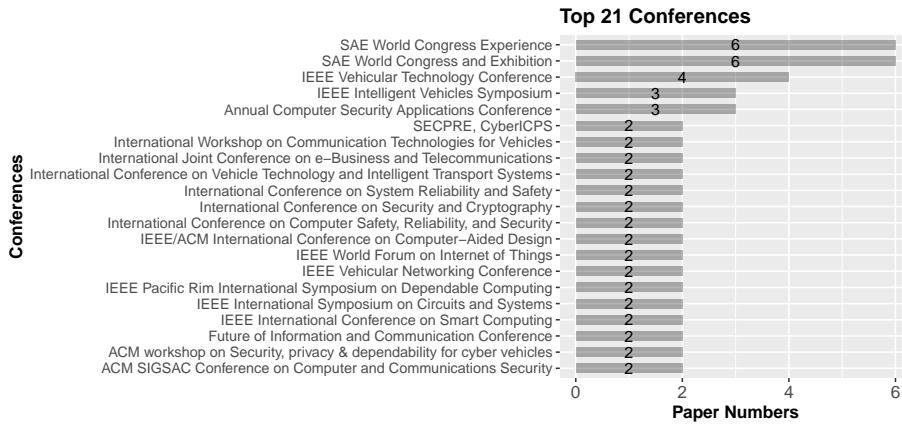 Top 21 Conferences
SAE World Congress Experience 6
SAE World Congress and Exhibition 6
IEEE Vehicular Technology Conference 4
IEEE Intelligent Vehicles Symposium 3
Annual Computer Security Applications Conference 3
SECPRE, CyberICPS 2
International Workshop on Communication Technologies for Vehicles 2
International Joint Conference on e−Business and Telecommunications 2
International Conference on Vehicle Technology and Intelligent Transport Systems 2
International Conference on System Reliability and Safety 2
International Conference on Security and Cryptography 2
International Conference on Computer Safety, Reliability, and Security 2
IEEE/ACM International Conference on Computer−Aided Design 2
IEEE World Forum on Internet of Things 2
IEEE Vehicular Networking Conference 2
IEEE Pacific Rim International Symposium on Dependable Computing 2
IEEE International Symposium on Circuits and Systems 2
IEEE International Conference on Smart Computing 2
Future of Information and Communication Conference 2
ACM workshop on Security, privacy & dependability for cyber vehicles 2
ACM SIGSAC Conference on Computer and Communications Security 2
0 2 4 6
Paper Numbers
Conferences